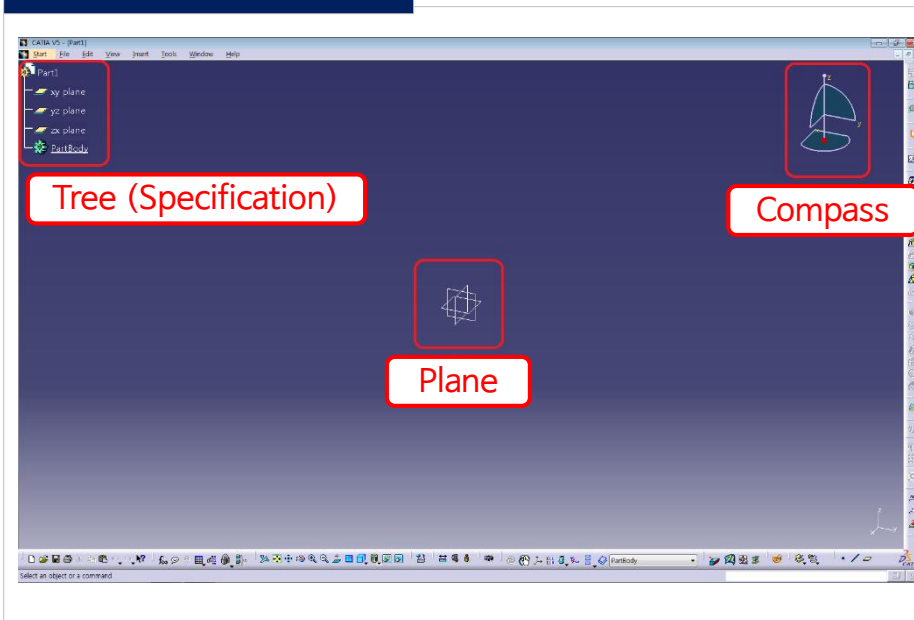 CATIA V5 - [Part1]
Start File Edit View Insert Tools Window Help
Part1
xy plane
yz plane
zx plane
PartBody
z
y
Tree (Specification)
Compass
Plane
z
x
y
PartBody
Select an object or a command